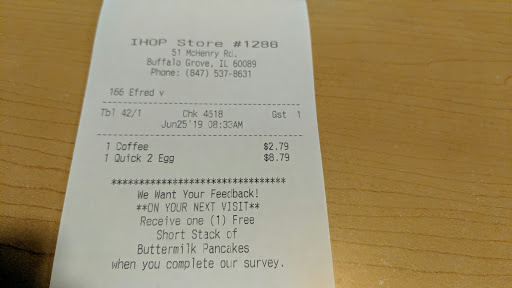 IHOP Store #1288
51 McHenry Rd.
Buffalo Grove, IL 60089
Phone: (847) 537-8631
166 Efred v
Tbl 42/1 Chk 4518 Gst 1
Jun25'19 08:33AM
1 Coffee $2.79
1 Quick 2 Egg $8.79
********************************
We Want Your Feedback!
**ON YOUR NEXT VISIT**
Receive one (1) Free
Short Stack of
Buttermilk Pancakes
when you complete our survey.